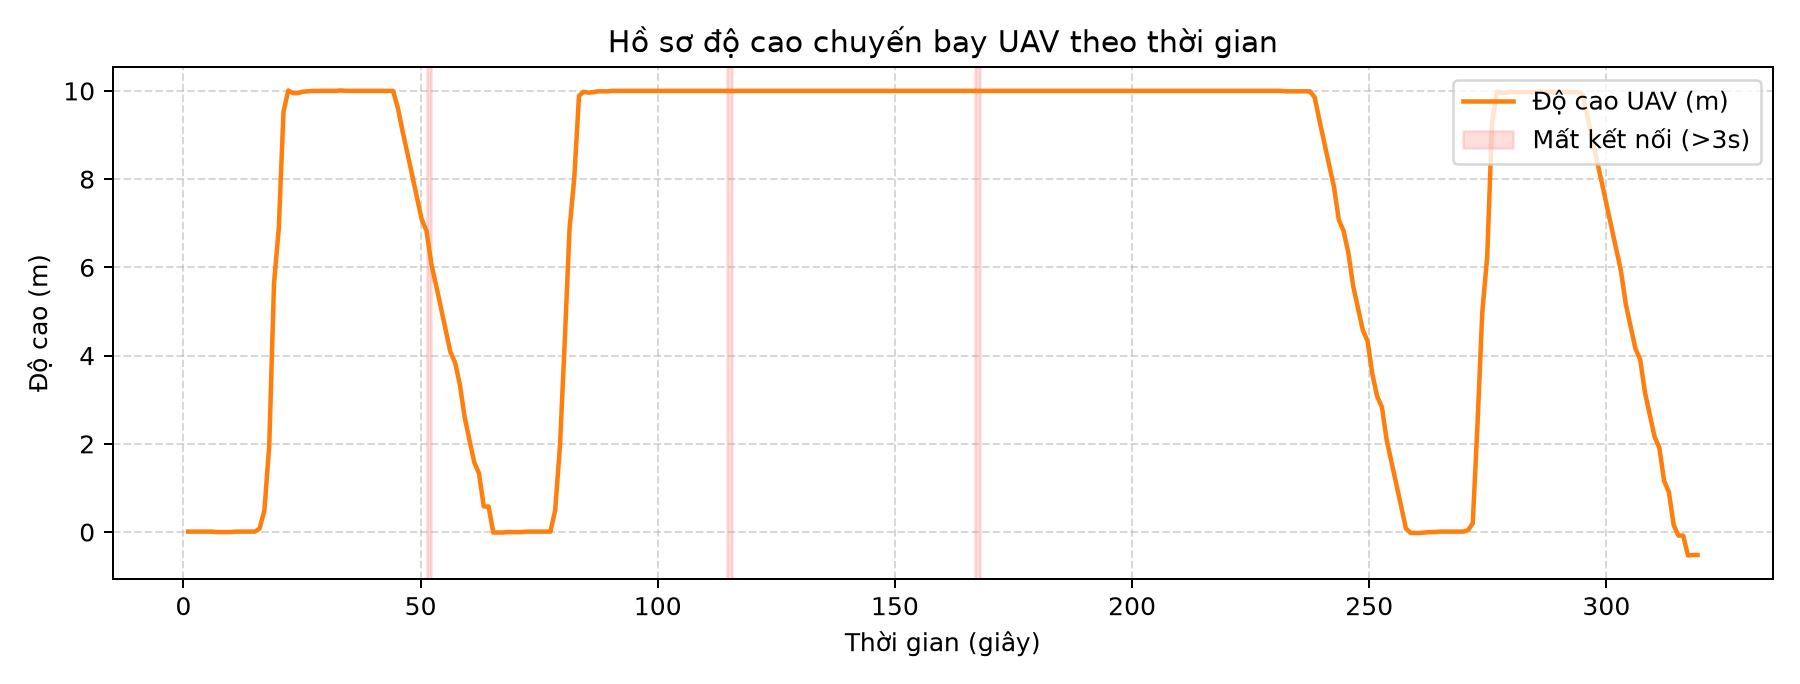 Hồ sơ độ cao chuyến bay UAV theo thời gian
Độ cao UAV (m)
Mất kết nối (>3s)
10
8
6
4
2
0
Độ cao (m)
0 50 100 150 200 250 300
Thời gian (giây)